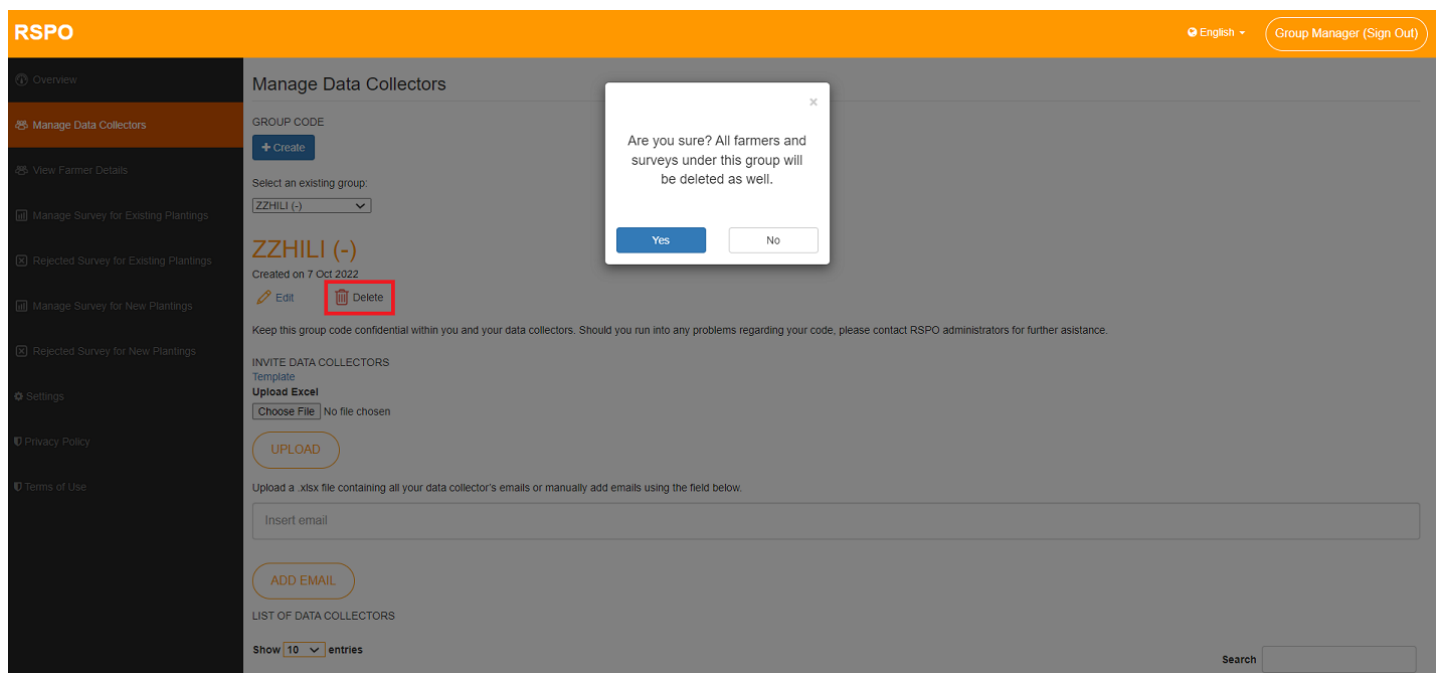 RSPO
English
Group Manager (Sign Out)
Overview
Manage Data Collectors
View Farmer Details
Manage Survey for Existing Plantings
Rejected Survey for Existing Plantings
Manage Survey for New Plantings
Rejected Survey for New Plantings
Settings
Privacy Policy
Terms of Use
Manage Data Collectors
GROUP CODE
+ Create
Select an existing group:
ZZHILI (-)
ZZHILI (-)
Created on 7 Oct 2022
Edit
Delete
Keep this group code confidential within you and your data collectors. Should you run into any problems regarding your code, please contact RSPO administrators for further asistance.
INVITE DATA COLLECTORS
Template
Upload Excel
Choose File No file chosen
UPLOAD
Upload a .xlsx file containing all your data collector's emails or manually add emails using the field below.
Insert email
ADD EMAIL
LIST OF DATA COLLECTORS
Show 10 entries
Search
×
Are you sure? All farmers and
surveys under this group will
be deleted as well.
Yes
No